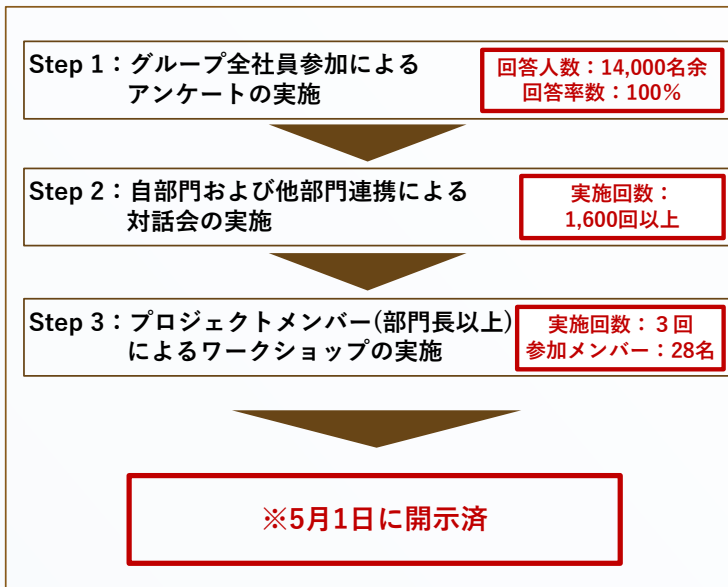 Step 1：グループ全社員参加による
アンケートの実施
回答人数：14,000名余
回答率数：100%
Step 2：自部門および他部門連携による
対話会の実施
実施回数：
1,600回以上
Step 3：プロジェクトメンバー(部門長以上)
によるワークショップの実施
実施回数：３回
参加メンバー：28名
※5月1日に開示済